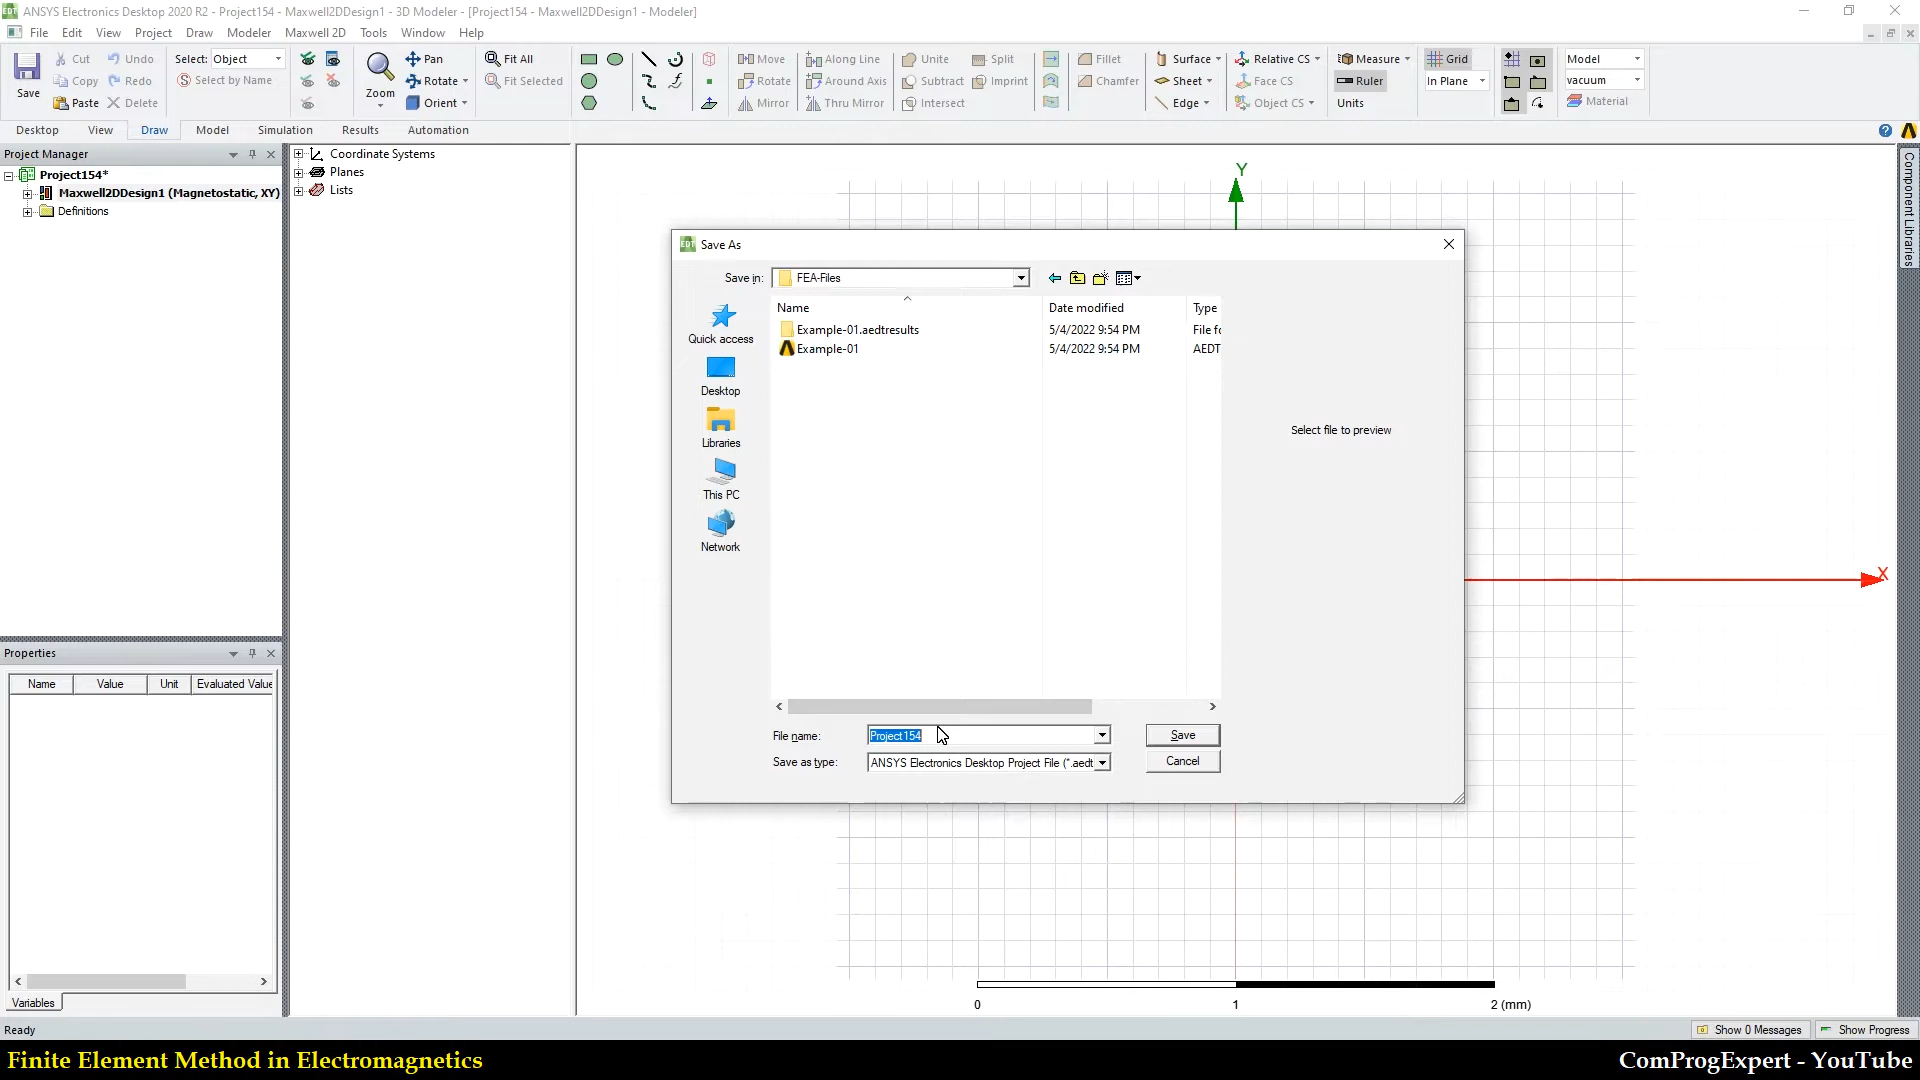 ANSYS Electronics Desktop 2020 R2 - Project154 - Maxwell2DDesign1 - 3D Modeler - [Project154 - Maxwell2DDesign1 - Modeler]
File Edit View Project Draw Modeler Maxwell 2D Tools Window Help
Save Cut Undo Select: Object Pan Fit All Move Along Line Unite Split Fillet Surface Relative CS Measure Grid Model
Copy Redo Select by Name Zoom Rotate Fit Selected Rotate Around Axis Subtract Imprint Chamfer Sheet Face CS Ruler In Plane vacuum
Paste Delete Orient Mirror Thru Mirror Intersect Edge Object CS Units Material
Desktop View Draw Model Simulation Results Automation
Project Manager
Project154*
Maxwell2DDesign1 (Magnetostatic, XY)
Definitions
Coordinate Systems
Planes
Lists
Component Libraries
Y
X
EDT Save As
Save in: FEA-Files
Name Date modified Type
Example-01.aedtresults 5/4/2022 9:54 PM File fo
Example-01 5/4/2022 9:54 PM AEDT
Quick access
Desktop
Libraries
This PC
Network
Select file to preview
File name: Project154 Save
Save as type: ANSYS Electronics Desktop Project File (*.aedt Cancel
Properties
Name Value Unit Evaluated Value
Variables
0 1 2 (mm)
Ready Show 0 Messages Show Progress
Finite Element Method in Electromagnetics ComProgExpert - YouTube